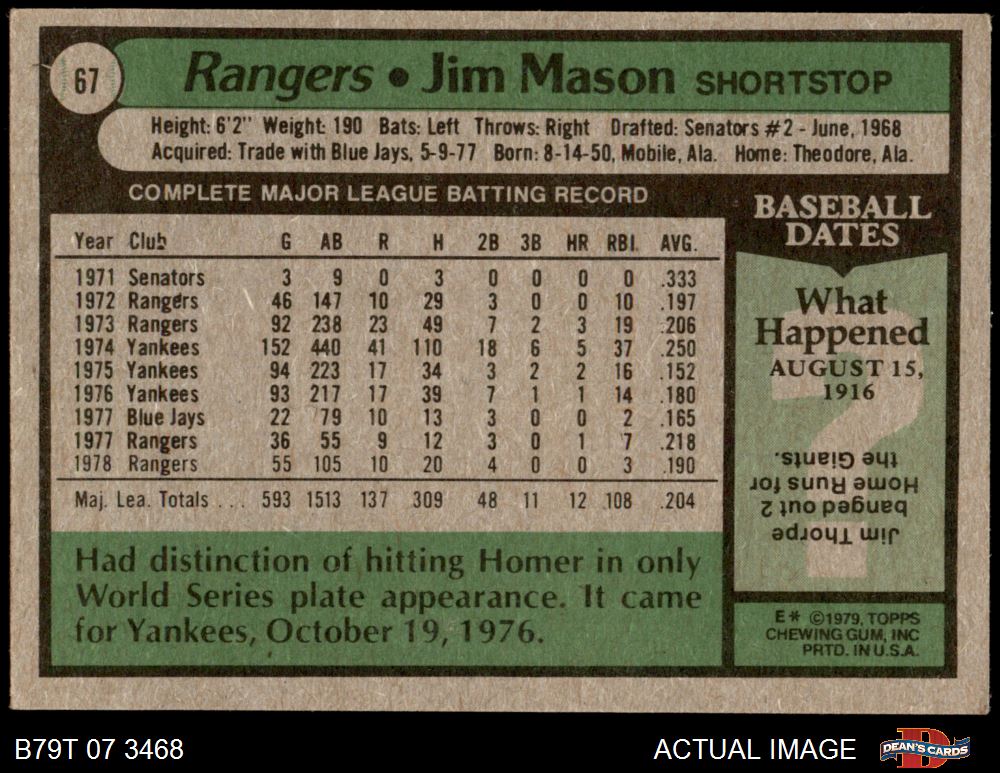 67
Rangers • Jim Mason SHORTSTOP
Height: 6'2" Weight: 190 Bats: Left Throws: Right Drafted: Senators #2 - June, 1968
Acquired: Trade with Blue Jays, 5-9-77 Born: 8-14-50, Mobile, Ala. Home: Theodore, Ala.
COMPLETE MAJOR LEAGUE BATTING RECORD
Year Club G AB R H 2B 3B HR RBI. AVG.
1971 Senators 3 9 0 3 0 0 0 0 .333
1972 Rangers 46 147 10 29 3 0 0 10 .197
1973 Rangers 92 238 23 49 7 2 3 19 .206
1974 Yankees 152 440 41 110 18 6 5 37 .250
1975 Yankees 94 223 17 34 3 2 2 16 .152
1976 Yankees 93 217 17 39 7 1 1 14 .180
1977 Blue Jays 22 79 10 13 3 0 0 2 .165
1977 Rangers 36 55 9 12 3 0 1 7 .218
1978 Rangers 55 105 10 20 4 0 0 3 .190
Maj. Lea. Totals . . . 593 1513 137 309 48 11 12 108 .204
Had distinction of hitting Homer in only
World Series plate appearance. It came
for Yankees, October 19, 1976.
BASEBALL
DATES
What
Happened
AUGUST 15,
1916
?
Jim Thorpe
banged out 2
Home Runs for
the Giants.
E* ©1979, TOPPS
CHEWING GUM, INC
PRTD. IN U.S.A.
B79T 07 3468
ACTUAL IMAGE
DEAN'S CARDS